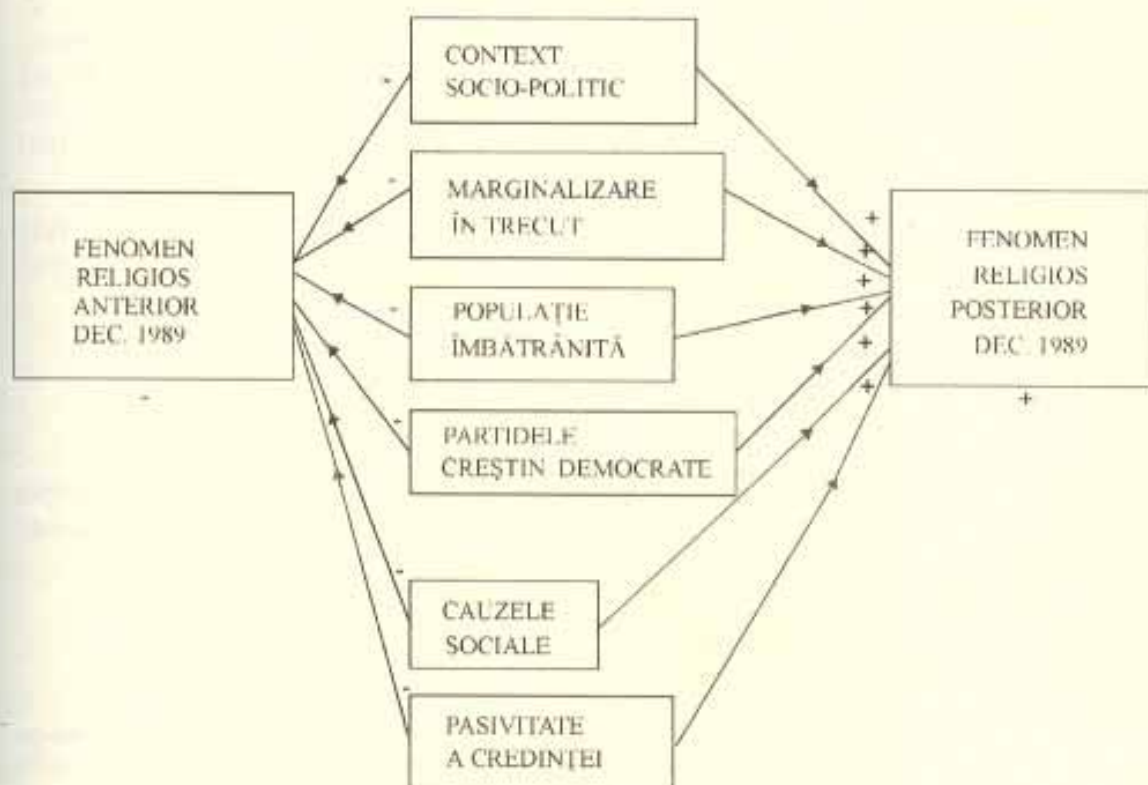 CONTEXT
SOCIO-POLITIC
MARGINALIZARE
ÎN TRECUT
FENOMEN
RELIGIOS
ANTERIOR
DEC. 1989
-
POPULAȚIE
ÎMBĂTRÂNITĂ
PARTIDELE
CREȘTIN DEMOCRATE
CAUZELE
SOCIALE
PASIVITATE
A CREDINȚEI
FENOMEN
RELIGIOS
POSTERIOR
DEC. 1989
+
-
-
-
-
-
-
+
+
+
+
+
+